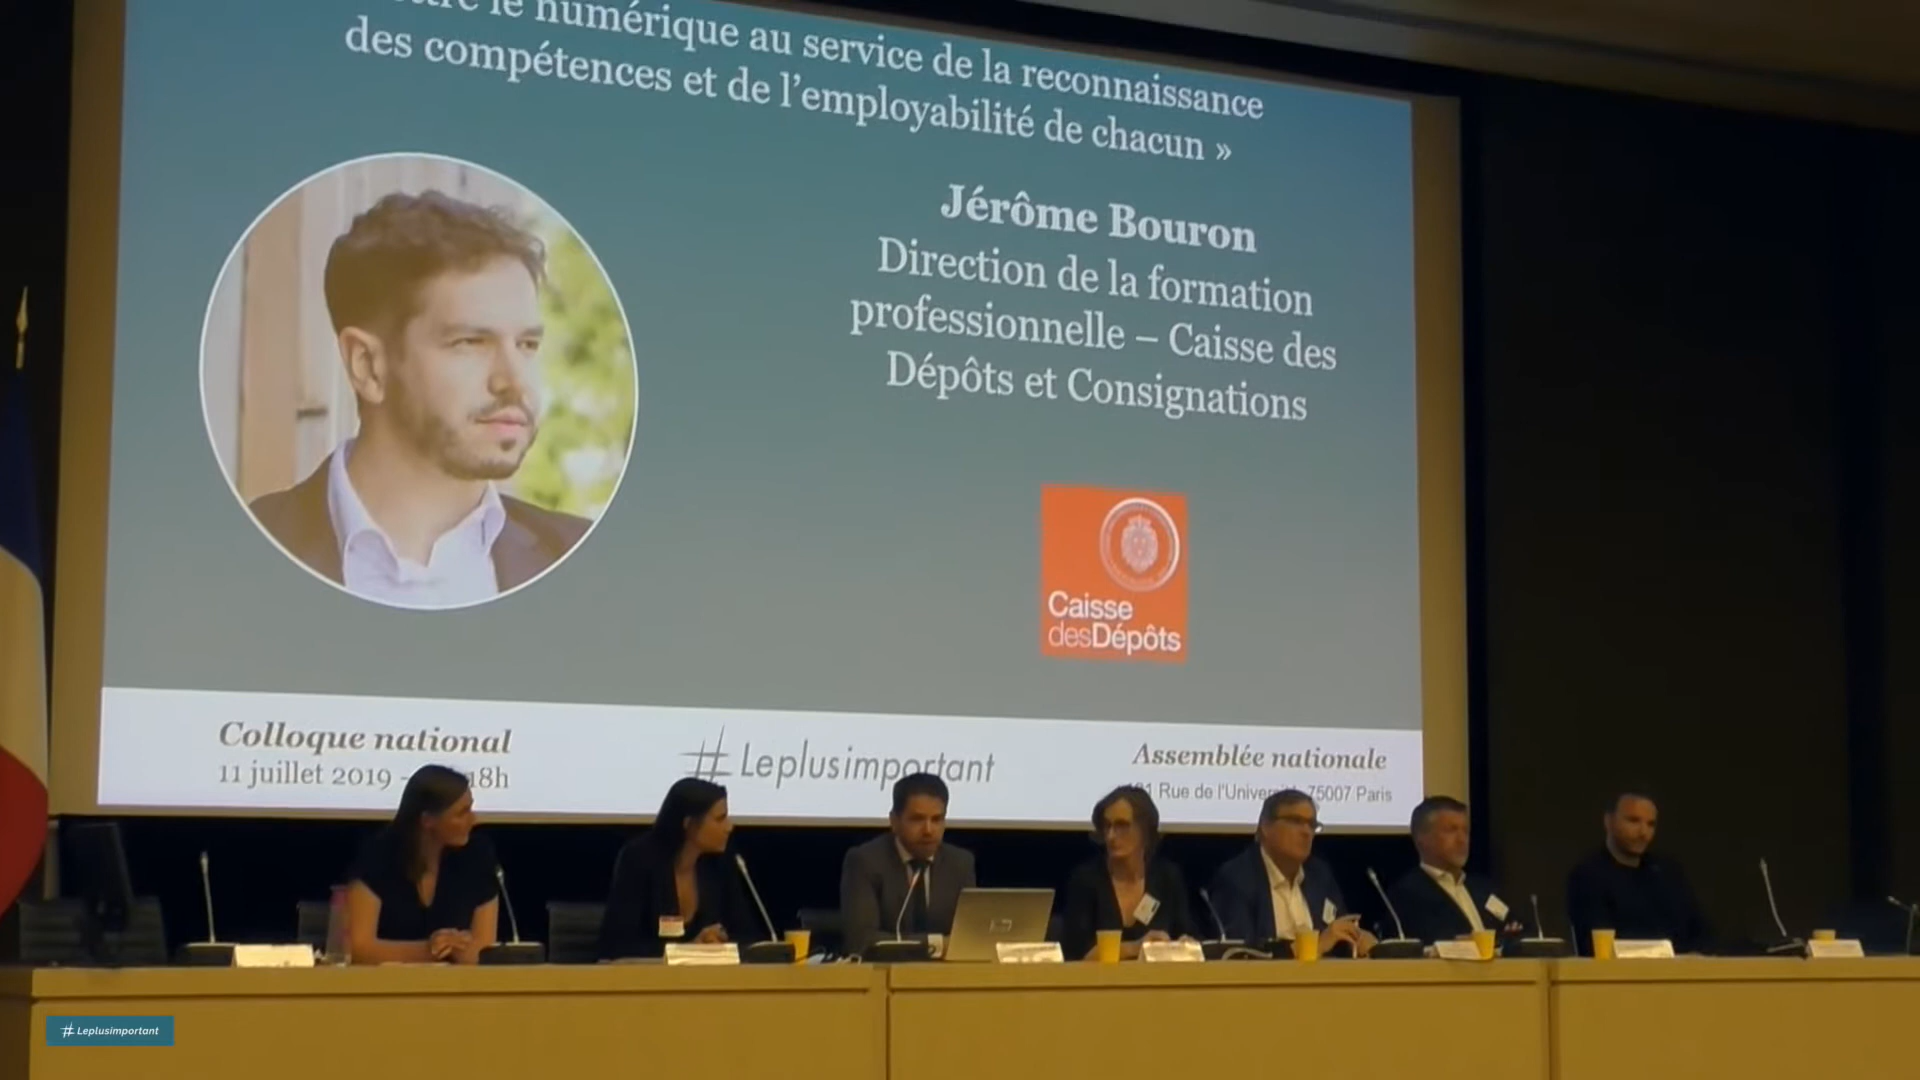 le numérique au service de la reconnaissance
des compétences et de l'employabilité de chacun »
Jérôme Bouron
Direction de la formation
professionnelle – Caisse des
Dépôts et Consignations
Caisse
desDépôts
Colloque national
11 juillet 2019 - 18h
#Leplusimportant
Assemblée nationale
Rue de l'Univer 75007 Paris
# Leplusimportant